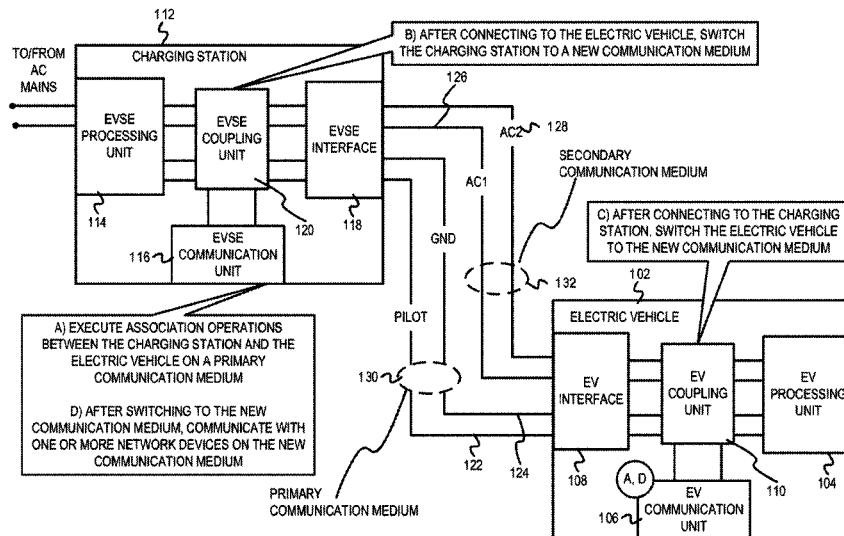 112
CHARGING STATION
TO/FROM
AC
MAINS
B) AFTER CONNECTING TO THE ELECTRIC VEHICLE, SWITCH
THE CHARGING STATION TO A NEW COMMUNICATION MEDIUM
EVSE
PROCESSING
UNIT
EVSE
COUPLING
UNIT
EVSE
INTERFACE
126
AC2
128
SECONDARY
COMMUNICATION MEDIUM
AC1
114
120
118
GND
116
EVSE
COMMUNICATION
UNIT
C) AFTER CONNECTING TO THE CHARGING
STATION, SWITCH THE ELECTRIC VEHICLE
TO THE NEW COMMUNICATION MEDIUM
132
102
PILOT
ELECTRIC VEHICLE
A) EXECUTE ASSOCIATION OPERATIONS
BETWEEN THE CHARGING STATION AND THE
ELECTRIC VEHICLE ON A PRIMARY
COMMUNICATION MEDIUM
D) AFTER SWITCHING TO THE NEW
COMMUNICATION MEDIUM, COMMUNICATE WITH
ONE OR MORE NETWORK DEVICES ON THE NEW
COMMUNICATION MEDIUM
130
EV
INTERFACE
EV
COUPLING
UNIT
EV
PROCESSING
UNIT
122
124
108
110
104
PRIMARY
COMMUNICATION MEDIUM
A, D
106
EV
COMMUNICATION
UNIT